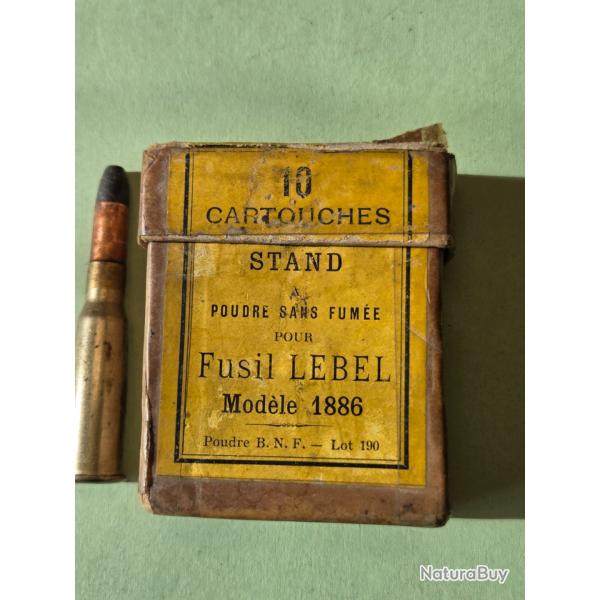 10
CARTOUCHES
STAND
A
POUDRE SANS FUMÉE
POUR
Fusil LEBEL
Modèle 1886
Poudre B. N. F. — Lot 190
NaturaBuy